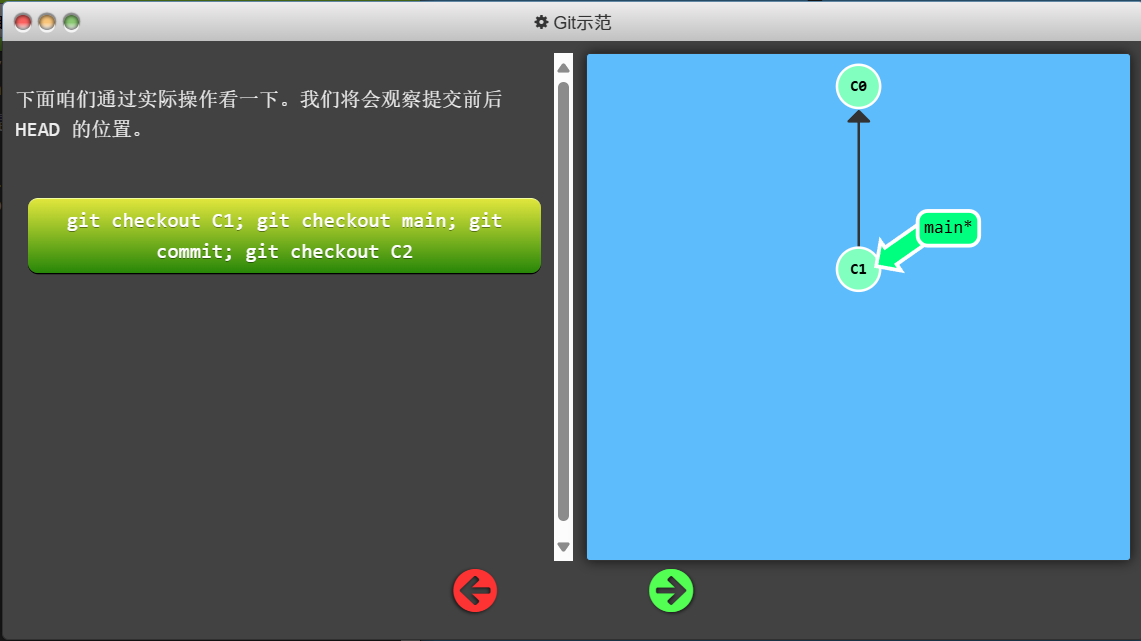 Git示范
下面咱们通过实际操作看一下。我们将会观察提交前后
HEAD 的位置。
git checkout C1; git checkout main; git
commit; git checkout C2
C0
main*
C1